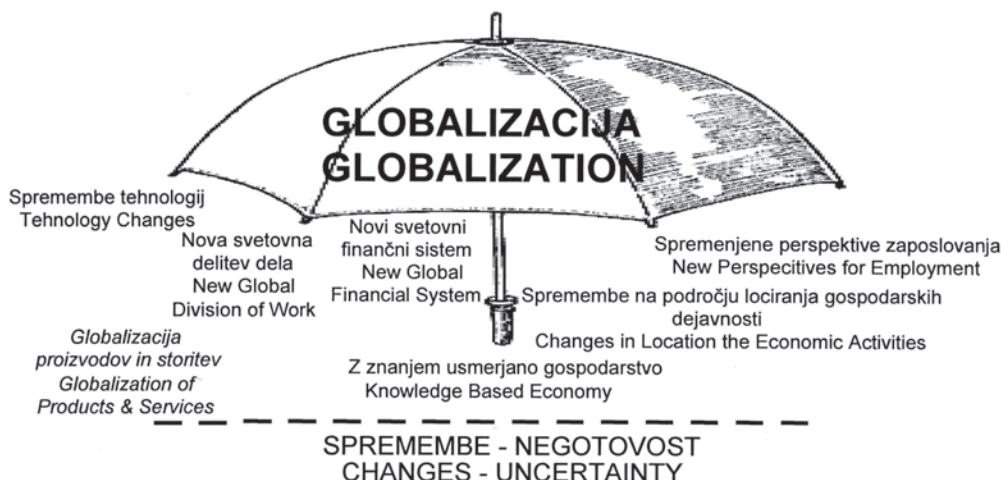 GLOBALIZACIJA
GLOBALIZATION
Spremembe tehnologij
Tehnology Changes
Nova svetovna
delitev dela
New Global
Division of Work
Novi svetovni
finančni sistem
New Global
Financial System
Spremenjene perspektive zaposlovanja
New Perspecitives for Employment
Spremembe na področju lociranja gospodarskih
dejavnosti
Changes in Location the Economic Activities
Globalizacija
proizvodov in storitev
Globalization of
Products & Services
Z znanjem usmerjano gospodarstvo
Knowledge Based Economy
SPREMEMBE - NEGOTOVOST
CHANGES - UNCERTAINTY